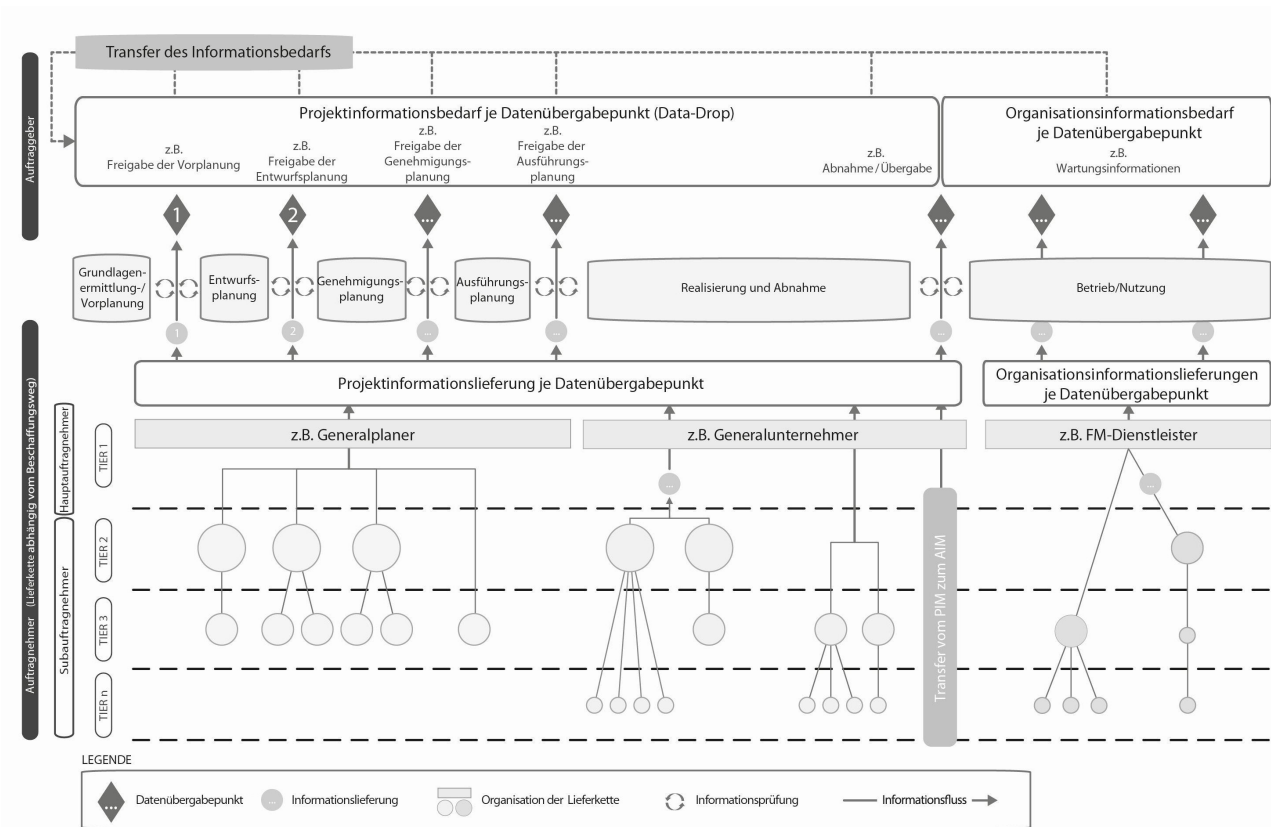 Transfer des Informationsbedarfs
Auftraggeber
Projektinformationsbedarf je Datenübergabepunkt (Data-Drop)
z.B.
Freigabe der Vorplanung
z.B.
Freigabe der
Entwurfsplanung
z.B.
Freigabe der
Genehmigungs-
planung
z.B.
Freigabe der
Ausführungs-
planung
z.B.
Abnahme/Übergabe
Organisationsinformationsbedarf
je Datenübergabepunkt
z.B.
Wartungsinformationen
1
2
...
...
...
...
...
Grundlagen-
ermittlung-/
Vorplanung
Entwurfs-
planung
Genehmigungs-
planung
Ausführungs-
planung
Realisierung und Abnahme
Betrieb/Nutzung
1
2
...
...
...
...
...
Auftragnehmer (Lieferkette abhängig vom Beschaffungsweg)
Projektinformationslieferung je Datenübergabepunkt
Organisationsinformationslieferungen
je Datenübergabepunkt
Hauptauftragnehmer
TIER 1
z.B. Generalplaner
z.B. Generalunternehmer
z.B. FM-Dienstleister
...
...
Subauftragnehmer
TIER 2
TIER 3
TIER n
Transfer vom PIM zum AIM
LEGENDE
...
Datenübergabepunkt
...
Informationslieferung
Organisation der Lieferkette
Informationsprüfung
Informationsfluss